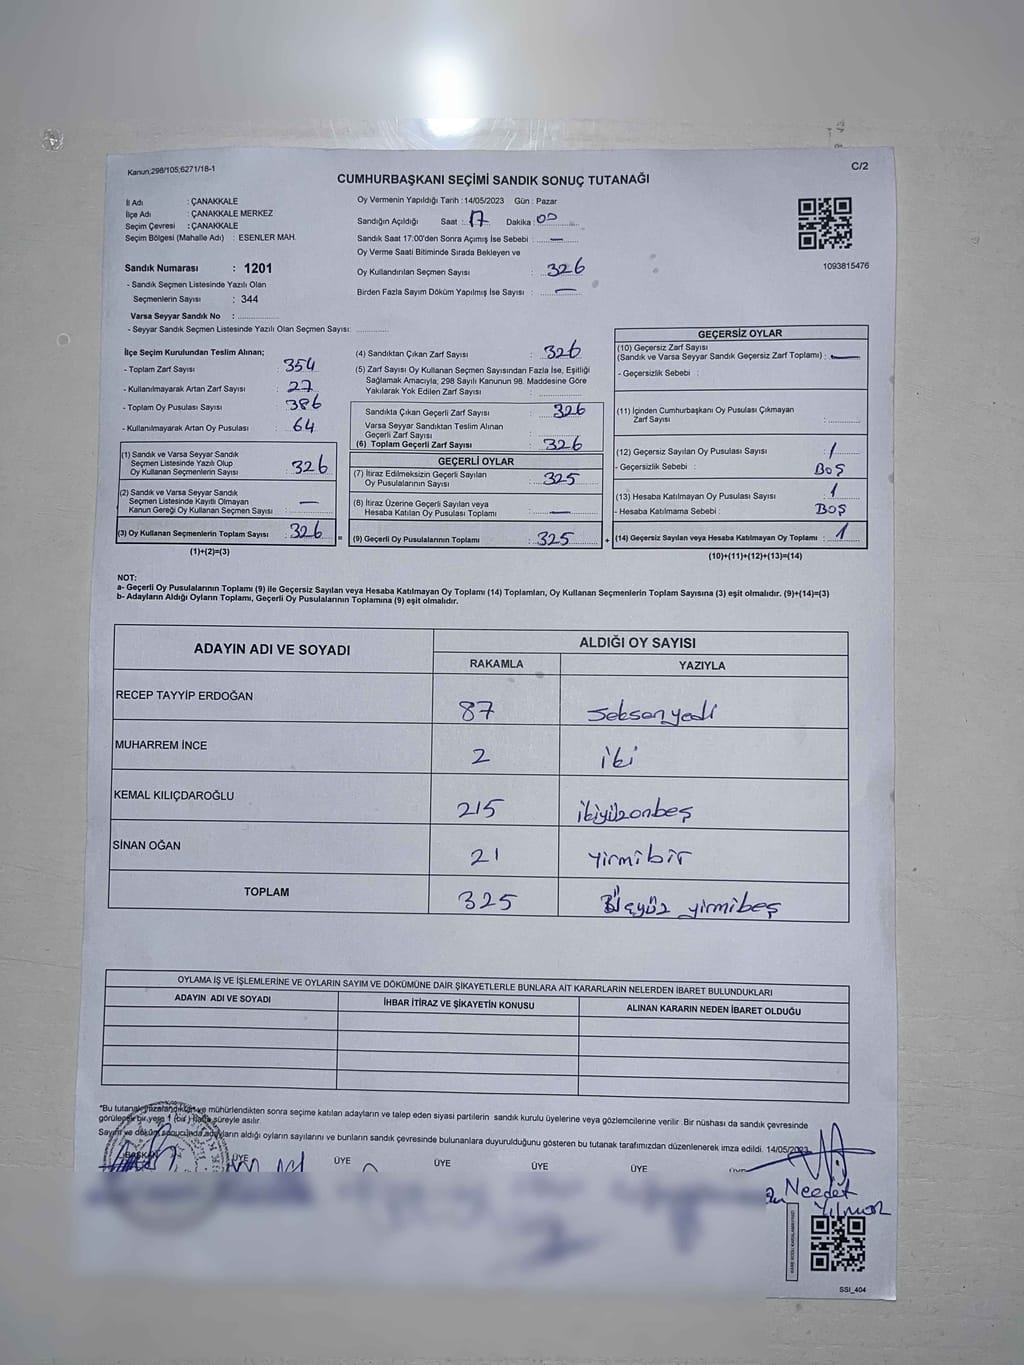 Kanun;298/105;6271/18-1
C/2
CUMHURBAŞKANI SEÇİMİ SANDIK SONUÇ TUTANAĞI
İl Adı : ÇANAKKALE
İlçe Adı : ÇANAKKALE MERKEZ
Seçim Çevresi : ÇANAKKALE
Seçim Bölgesi (Mahalle Adı) : ESENLER MAH.
Sandık Numarası : 1201
- Sandık Seçmen Listesinde Yazılı Olan
Seçmenlerin Sayısı : 344
Varsa Seyyar Sandık No :
- Seyyar Sandık Seçmen Listesinde Yazılı Olan Seçmen Sayısı:
Oy Vermenin Yapıldığı Tarih : 14/05/2023 Gün : Pazar
Sandığın Açıldığı Saat : 17 Dakika : 00
Sandık Saat 17:00'den Sonra Açımış İse Sebebi : —
Oy Verme Saati Bitiminde Sırada Bekleyen ve
Oy Kullandırılan Seçmen Sayısı : 326
Birden Fazla Sayım Döküm Yapılmış İse Sayısı : —
1093815476
İlçe Seçim Kurulundan Teslim Alınan;
- Toplam Zarf Sayısı : 354
- Kullanılmayarak Artan Zarf Sayısı : 27
- Toplam Oy Pusulası Sayısı : 386
- Kullanılmayarak Artan Oy Pusulası : 64
(1) Sandık ve Varsa Seyyar Sandık
Seçmen Listesinde Yazılı Olup
Oy Kullanan Seçmenlerin Sayısı : 326
(2) Sandık ve Varsa Seyyar Sandık
Seçmen Listesinde Kayıtlı Olmayan
Kanun Gereği Oy Kullanan Seçmen Sayısı : —
(3) Oy Kullanan Seçmenlerin Toplam Sayısı : 326
(1)+(2)=(3)
(4) Sandıktan Çıkan Zarf Sayısı : 326
(5) Zarf Sayısı Oy Kullanan Seçmen Sayısından Fazla İse, Eşitliği
Sağlamak Amacıyla, 298 Sayılı Kanunun 98. Maddesine Göre
Yakılarak Yok Edilen Zarf Sayısı :
Sandıkta Çıkan Geçerli Zarf Sayısı : 326
Varsa Seyyar Sandıktan Teslim Alınan
Geçerli Zarf Sayısı :
(6) Toplam Geçerli Zarf Sayısı : 326
GEÇERLİ OYLAR
(7) İtiraz Edilmeksizin Geçerli Sayılan
Oy Pusulalarının Sayısı : 325
(8) İtiraz Üzerine Geçerli Sayılan veya
Hesaba Katılan Oy Pusulası Toplamı : —
= (9) Geçerli Oy Pusulalarının Toplamı : 325
GEÇERSİZ OYLAR
(10) Geçersiz Zarf Sayısı
(Sandık ve Varsa Seyyar Sandık Geçersiz Zarf Toplamı) : —
- Geçersizlik Sebebi :
(11) İçinden Cumhurbaşkanı Oy Pusulası Çıkmayan
Zarf Sayısı :
(12) Geçersiz Sayılan Oy Pusulası Sayısı : 1
- Geçersizlik Sebebi : BOŞ
(13) Hesaba Katılmayan Oy Pusulası Sayısı : 1
- Hesaba Katılmama Sebebi : BOŞ
+ (14) Geçersiz Sayılan veya Hesaba Katılmayan Oy Toplamı : 1
(10)+(11)+(12)+(13)=(14)
NOT:
a- Geçerli Oy Pusulalarının Toplamı (9) ile Geçersiz Sayılan veya Hesaba Katılmayan Oy Toplamı (14) Toplamları, Oy Kullanan Seçmenlerin Toplam Sayısına (3) eşit olmalıdır. (9)+(14)=(3)
b- Adayların Aldığı Oyların Toplamı, Geçerli Oy Pusulalarının Toplamına (9) eşit olmalıdır.
ADAYIN ADI VE SOYADI
ALDIĞI OY SAYISI
RAKAMLA YAZIYLA
RECEP TAYYİP ERDOĞAN 87 seksenyedi
MUHARREM İNCE 2 iki
KEMAL KILIÇDAROĞLU 215 ikiyüzonbeş
SİNAN OĞAN 21 yirmibir
TOPLAM 325 üçyüz yirmibeş
OYLAMA İŞ VE İŞLEMLERİNE VE OYLARIN SAYIM VE DÖKÜMÜNE DAİR ŞİKAYETLERLE BUNLARA AİT KARARLARIN NELERDEN İBARET BULUNDUKLARI
ADAYIN ADI VE SOYADI İHBAR İTİRAZ VE ŞİKAYETİN KONUSU ALINAN KARARIN NEDEN İBARET OLDUĞU
*Bu tutanak imzalandıktan ve mühürlendikten sonra seçime katılan adayların ve talep eden siyasi partilerin sandık kurulu üyelerine veya gözlemcilerine verilir. Bir nüshası da sandık çevresinde
görülecek bir yere 1 (bir) hafta süreyle asılır.
Sayım ve döküm sonucunda adayların aldığı oyların sayılarını ve bunların sandık çevresinde bulunanlara duyurulduğunu gösteren bu tutanak tarafımızdan düzenlenerek imza edildi. 14/05/2023
BAŞKAN ÜYE ÜYE ÜYE ÜYE ÜYE
Necdet
Yılmaz
SSI_404